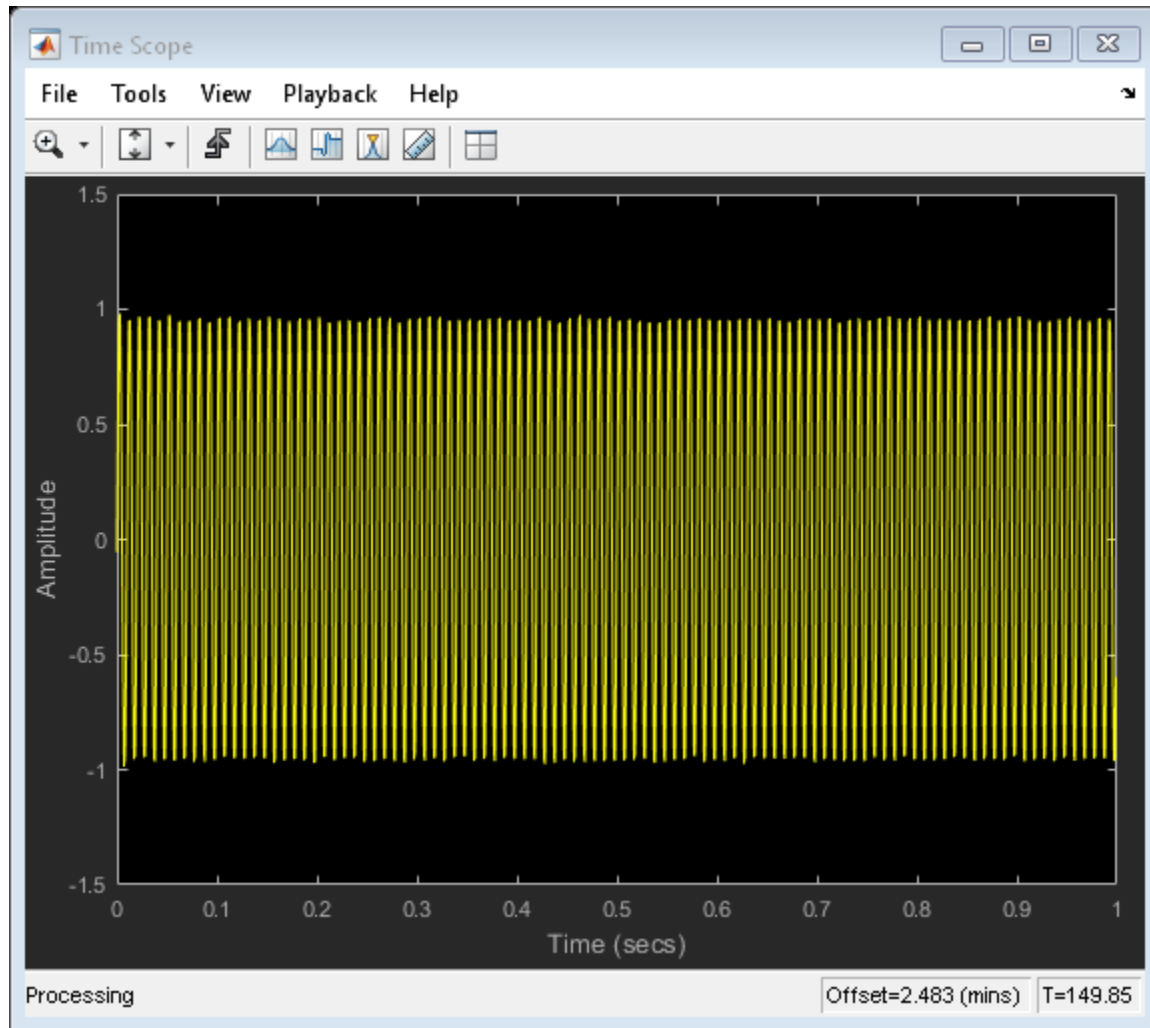 Time Scope
File Tools View Playback Help
1.5
1
0.5
0
-0.5
-1
-1.5
Amplitude
0 0.1 0.2 0.3 0.4 0.5 0.6 0.7 0.8 0.9 1
Time (secs)
Processing Offset=2.483 (mins) T=149.85